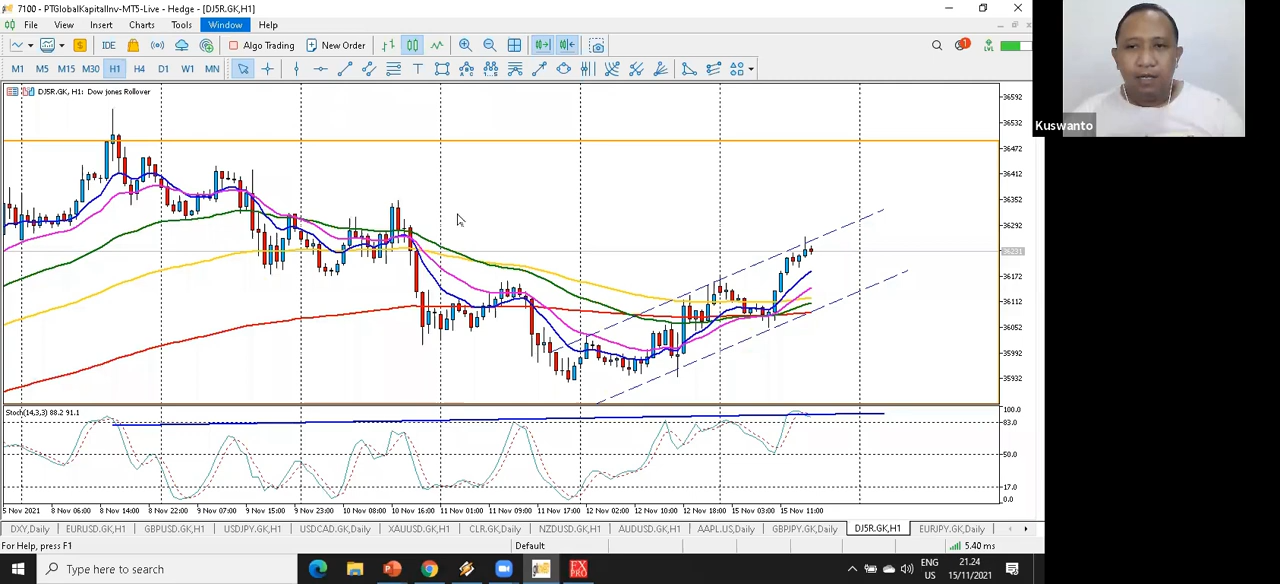 7100 - PTGlobalKapitalInv-MT5-Live - Hedge - [DJ5R.GK,H1]
File View Insert Charts Tools Window Help
IDE Algo Trading New Order 1 LVL
M1 M5 M15 M30 H1 H4 D1 W1 MN
Kuswanto
DJ5R.GK, H1: Dow jones Rollover
36592
36532
36472
36412
36352
36292
36231
36172
36112
36052
35992
35932
Stoch(14,3,3) 88.2 91.1
100.0
83.0
50.0
17.0
0.0
5 Nov 2021 8 Nov 06:00 8 Nov 14:00 8 Nov 22:00 9 Nov 07:00 9 Nov 15:00 9 Nov 23:00 10 Nov 08:00 10 Nov 16:00 11 Nov 01:00 11 Nov 09:00 11 Nov 17:00 12 Nov 02:00 12 Nov 10:00 12 Nov 18:00 15 Nov 03:00 15 Nov 11:00
DXY,Daily EURUSD.GK,H1 GBPUSD.GK,H1 USDJPY.GK,H1 USDCAD.GK,Daily XAUUSD.GK,H1 CLR.GK,Daily NZDUSD.GK,H1 AUDUSD.GK,H1 AAPL.US,Daily GBPJPY.GK,Daily DJ5R.GK,H1 EURJPY.GK,Daily
For Help, press F1 Default 5.40 ms
Type here to search FX PRO ENG US 21.24 15/11/2021